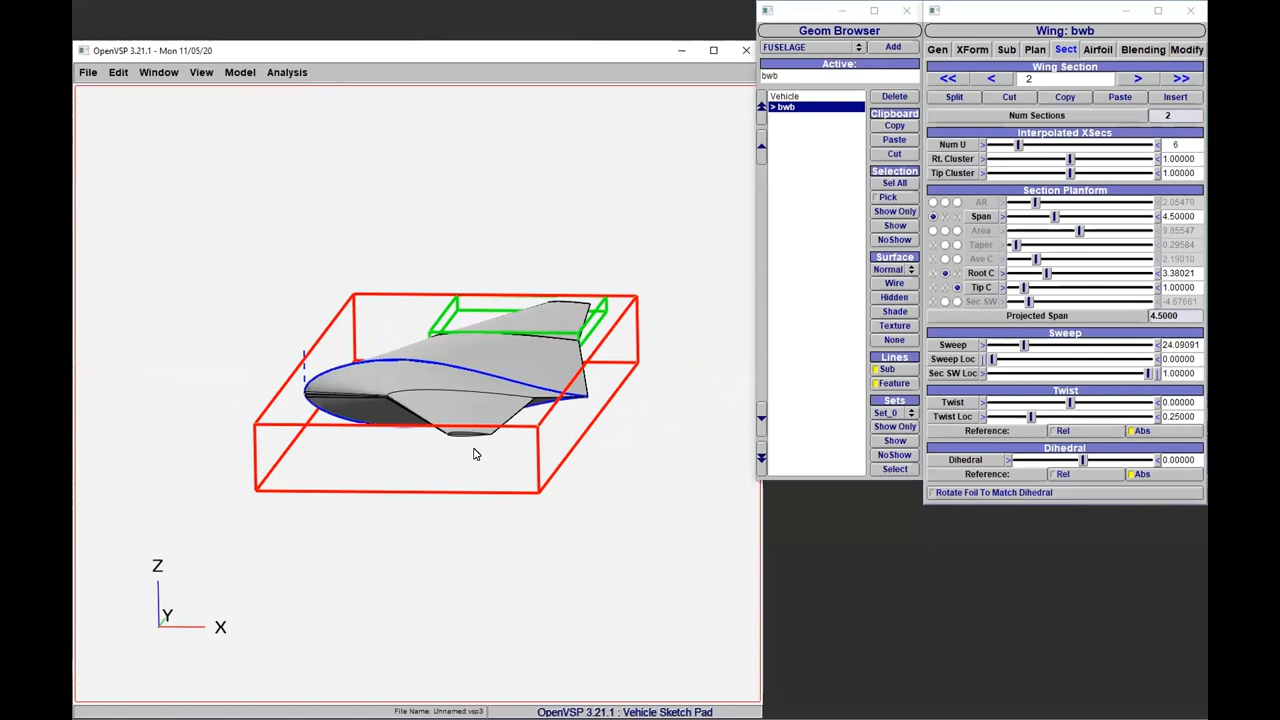 OpenVSP 3.21.1 - Mon 11/05/20
File Edit Window View Model Analysis
Z
Y
X
File Name: Unnamed.vsp3
OpenVSP 3.21.1 : Vehicle Sketch Pad
Geom Browser
FUSELAGE Add
Active:
bwb
Vehicle
> bwb
Delete
Clipboard
Copy
Paste
Cut
Selection
Sel All
Pick
Show Only
Show
NoShow
Surface
Normal
Wire
Hidden
Shade
Texture
None
Lines
Sub
Feature
Sets
Set_0
Show Only
Show
NoShow
Select
Wing: bwb
Gen XForm Sub Plan Sect Airfoil Blending Modify
Wing Section
<< < 2 > >>
Split Cut Copy Paste Insert
Num Sections 2
Interpolated XSecs
Num U > < 6
Rt. Cluster > < 1.00000
Tip Cluster > < 1.00000
Section Planform
AR > < 2.05470
X X Span > < 4.50000
Area > < 9.85547
X Taper > < 0.29584
X Ave C > < 2.19010
X X Root C > < 3.38021
X X Tip C > < 1.00000
X Sec SW > < -4.67661
Projected Span 4.5000
Sweep
Sweep > < 24.09091
Sweep Loc | < 0.00000
Sec SW Loc > | 1.00000
Twist
Twist > < 0.00000
Twist Loc > < 0.25000
Reference: Rel Abs
Dihedral
Dihedral > < 0.00000
Reference: Rel Abs
Rotate Foil To Match Dihedral